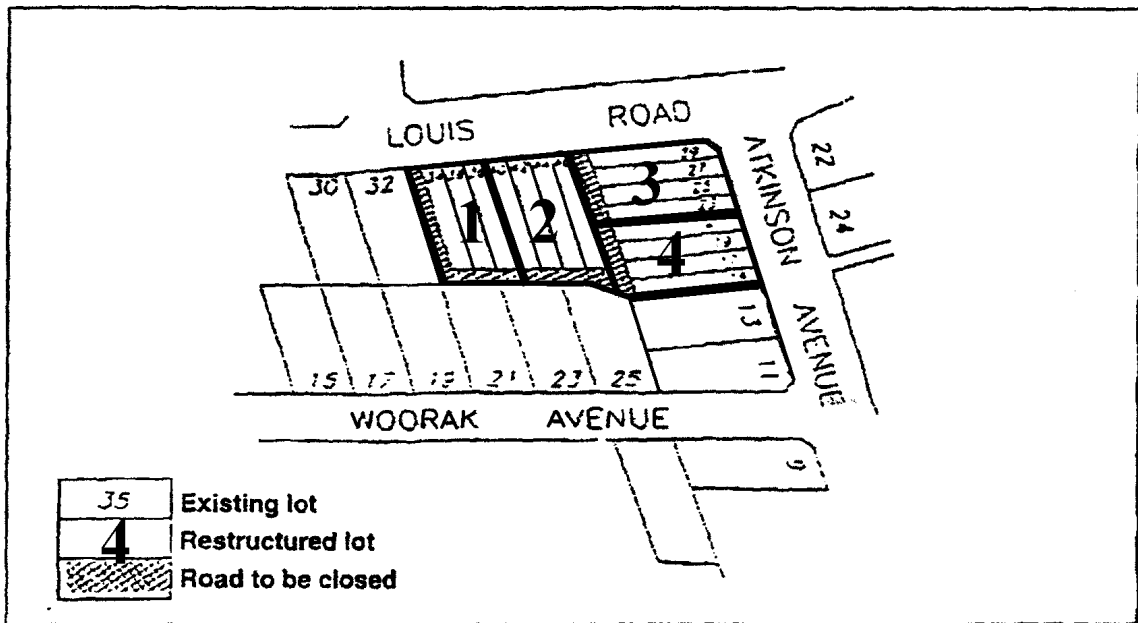 LOUIS ROAD
ATKINSON AVENUE
22
24
30 32
1 2 3
4
13
11
15 17 19 21 23 25
WOORAK AVENUE
9
35 Existing lot
4 Restructured lot
Road to be closed